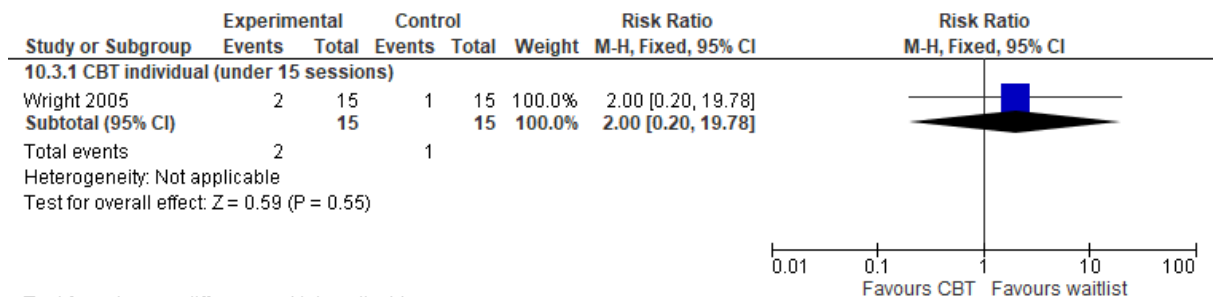 Experimental Control Risk Ratio Risk Ratio
Study or Subgroup Events Total Events Total Weight M-H, Fixed, 95% CI M-H, Fixed, 95% CI
10.3.1 CBT individual (under 15 sessions)
Wright 2005 2 15 1 15 100.0% 2.00 [0.20, 19.78]
Subtotal (95% CI) 15 15 100.0% 2.00 [0.20, 19.78]
Total events 2 1
Heterogeneity: Not applicable
Test for overall effect: Z = 0.59 (P = 0.55)
0.01 0.1 1 10 100
Favours CBT Favours waitlist